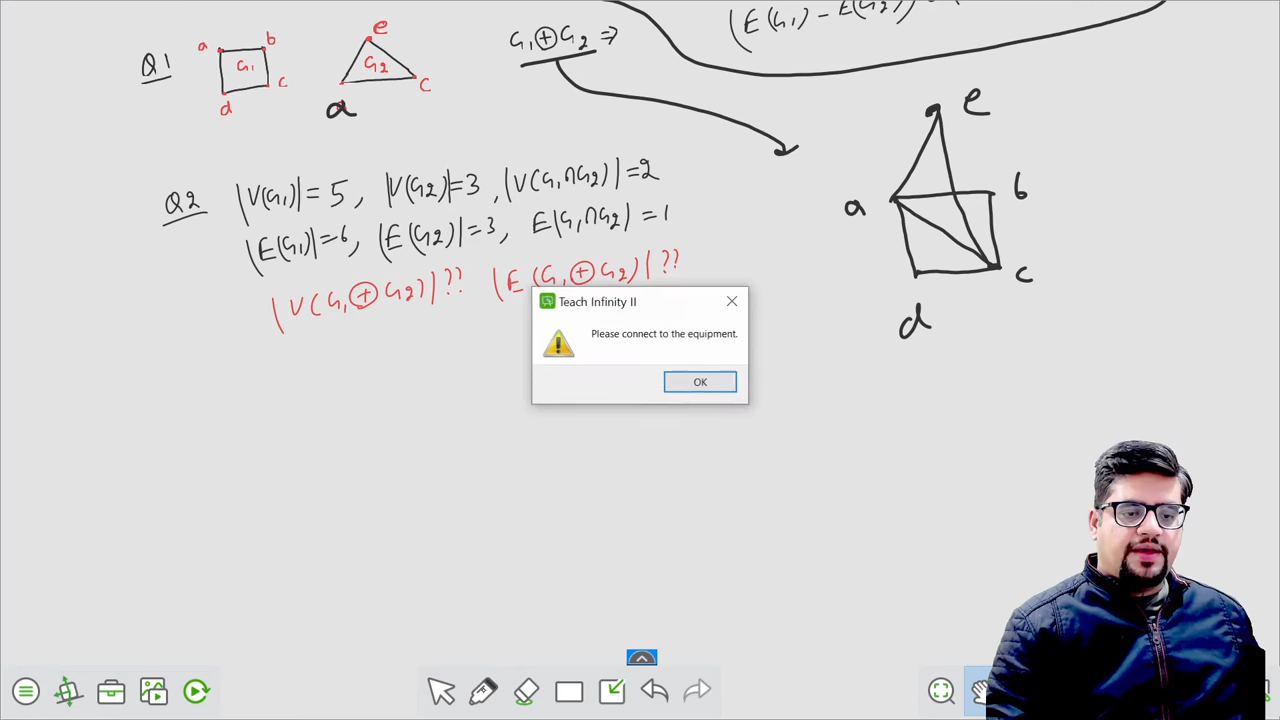 (E(G1) - E(G2)
Q1 a b c d G1 e G2 a c
G1⊕G2 ⇒
e
a b
c
d
Q2 |V(G1)| = 5, |V(G2)| = 3, |V(G1∩G2)| = 2
|E(G1)| = 6, |E(G2)| = 3, E(G1∩G2) = 1
|V(G1⊕G2)| ?? |E(G1⊕G2)| ??
Teach Infinity II
Please connect to the equipment.
OK